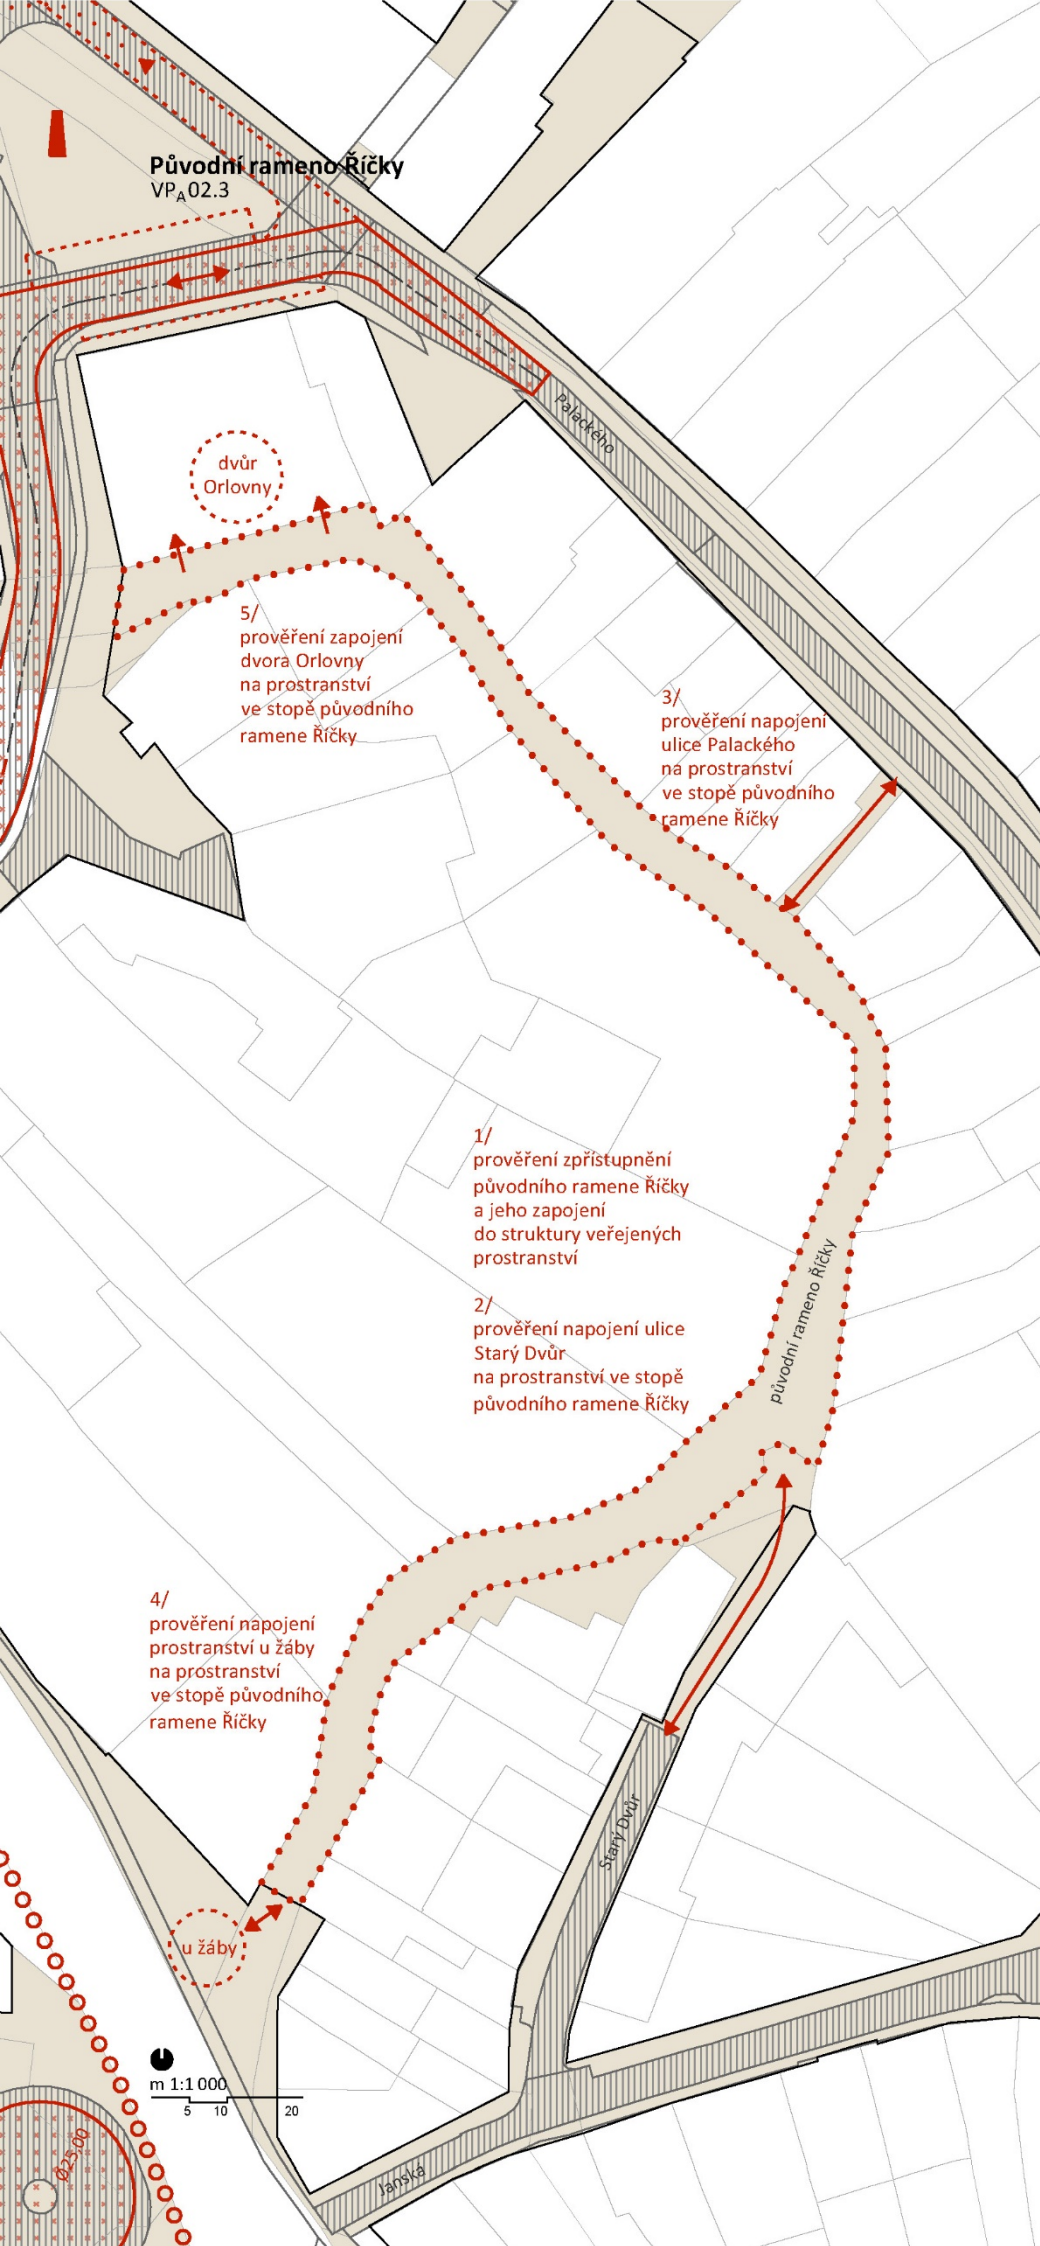 Původní rameno Říčky
VPA02.3
Palackého
dvůr
Orlovny
5/
prověření zapojení
dvora Orlovny
na prostranství
ve stopě původního
ramene Říčky
3/
prověření napojení
ulice Palackého
na prostranství
ve stopě původního
ramene Říčky
1/
prověření zpřístupnění
původního ramene Říčky
a jeho zapojení
do struktury veřejených
prostranství
původní rameno Říčky
2/
prověření napojení ulice
Starý Dvůr
na prostranství ve stopě
původního ramene Říčky
4/
prověření napojení
prostranství u žáby
na prostranství
ve stopě původního
ramene Říčky
Starý Dvůr
u žáby
m 1:1 000
5 10 20
Ø25,00
Janská